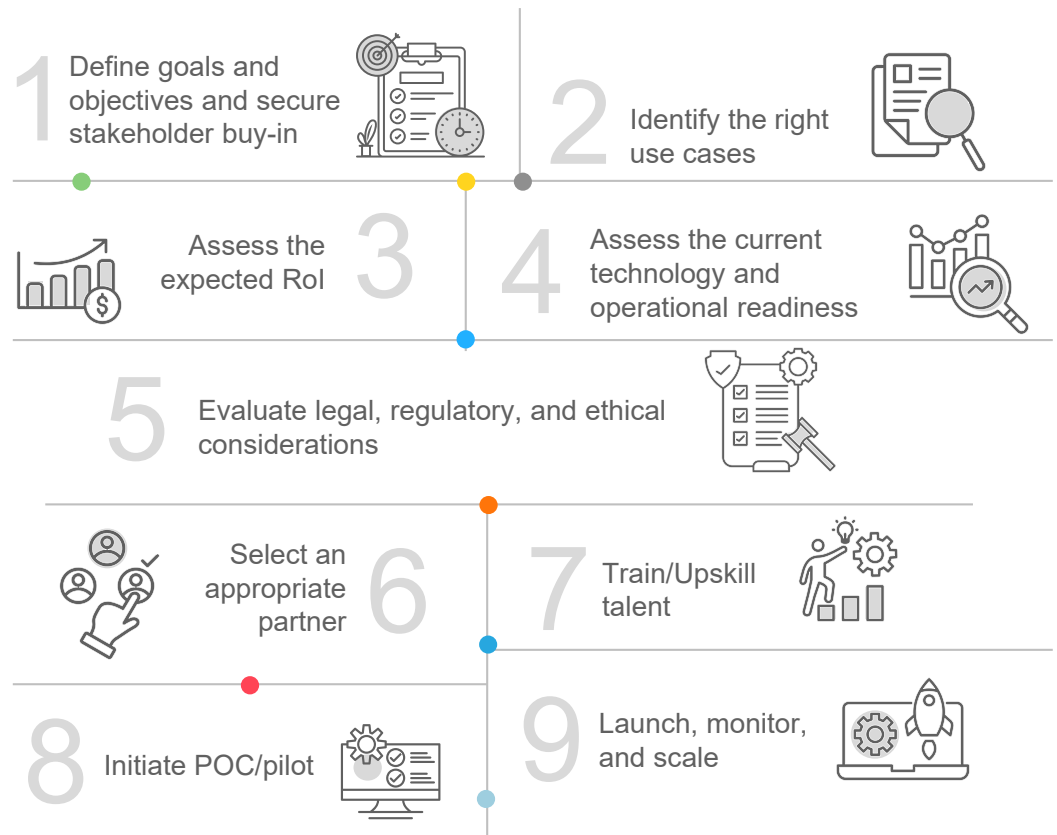 1
Define goals and
objectives and secure
stakeholder buy-in
2
Identify the right
use cases
3
Assess the
expected RoI
$
4
Assess the current
technology and
operational readiness
5
Evaluate legal, regulatory, and ethical
considerations
6
Select an
appropriate
partner
7
Train/Upskill
talent
8
Initiate POC/pilot
9
Launch, monitor,
and scale